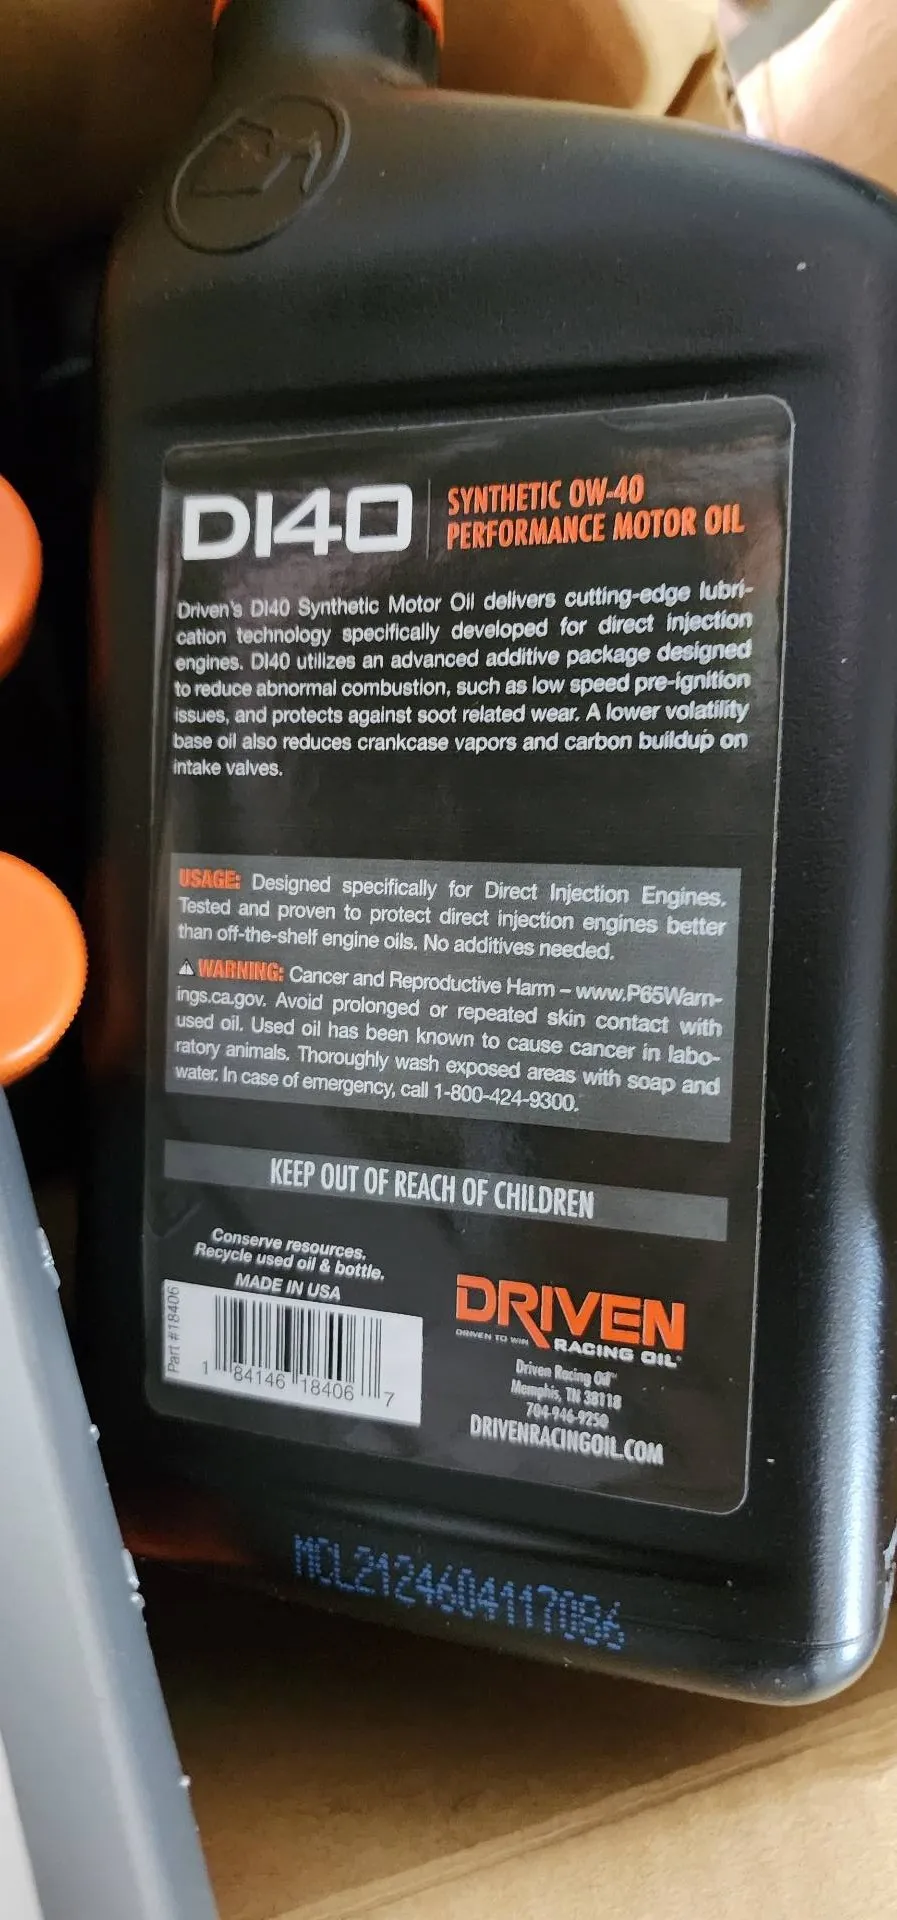 DI40
SYNTHETIC 0W-40
PERFORMANCE MOTOR OIL
Driven's DI40 Synthetic Motor Oil delivers cutting-edge lubri-
cation technology specifically developed for direct injection
engines. DI40 utilizes an advanced additive package designed
to reduce abnormal combustion, such as low speed pre-ignition
issues, and protects against soot related wear. A lower volatility
base oil also reduces crankcase vapors and carbon buildup on
intake valves.
USAGE: Designed specifically for Direct Injection Engines.
Tested and proven to protect direct injection engines better
than off-the-shelf engine oils. No additives needed.
⚠ WARNING: Cancer and Reproductive Harm – www.P65Warn-
ings.ca.gov. Avoid prolonged or repeated skin contact with
used oil. Used oil has been known to cause cancer in labo-
ratory animals. Thoroughly wash exposed areas with soap and
water. In case of emergency, call 1-800-424-9300.
KEEP OUT OF REACH OF CHILDREN
Conserve resources.
Recycle used oil & bottle.
MADE IN USA
Part #18406
1 84146 18406 7
DRIVEN
DRIVEN TO WIN RACING OIL
Driven Racing Oil™
Memphis, TN 38118
704-946-9250
DRIVENRACINGOIL.COM
MCL21246041170B6